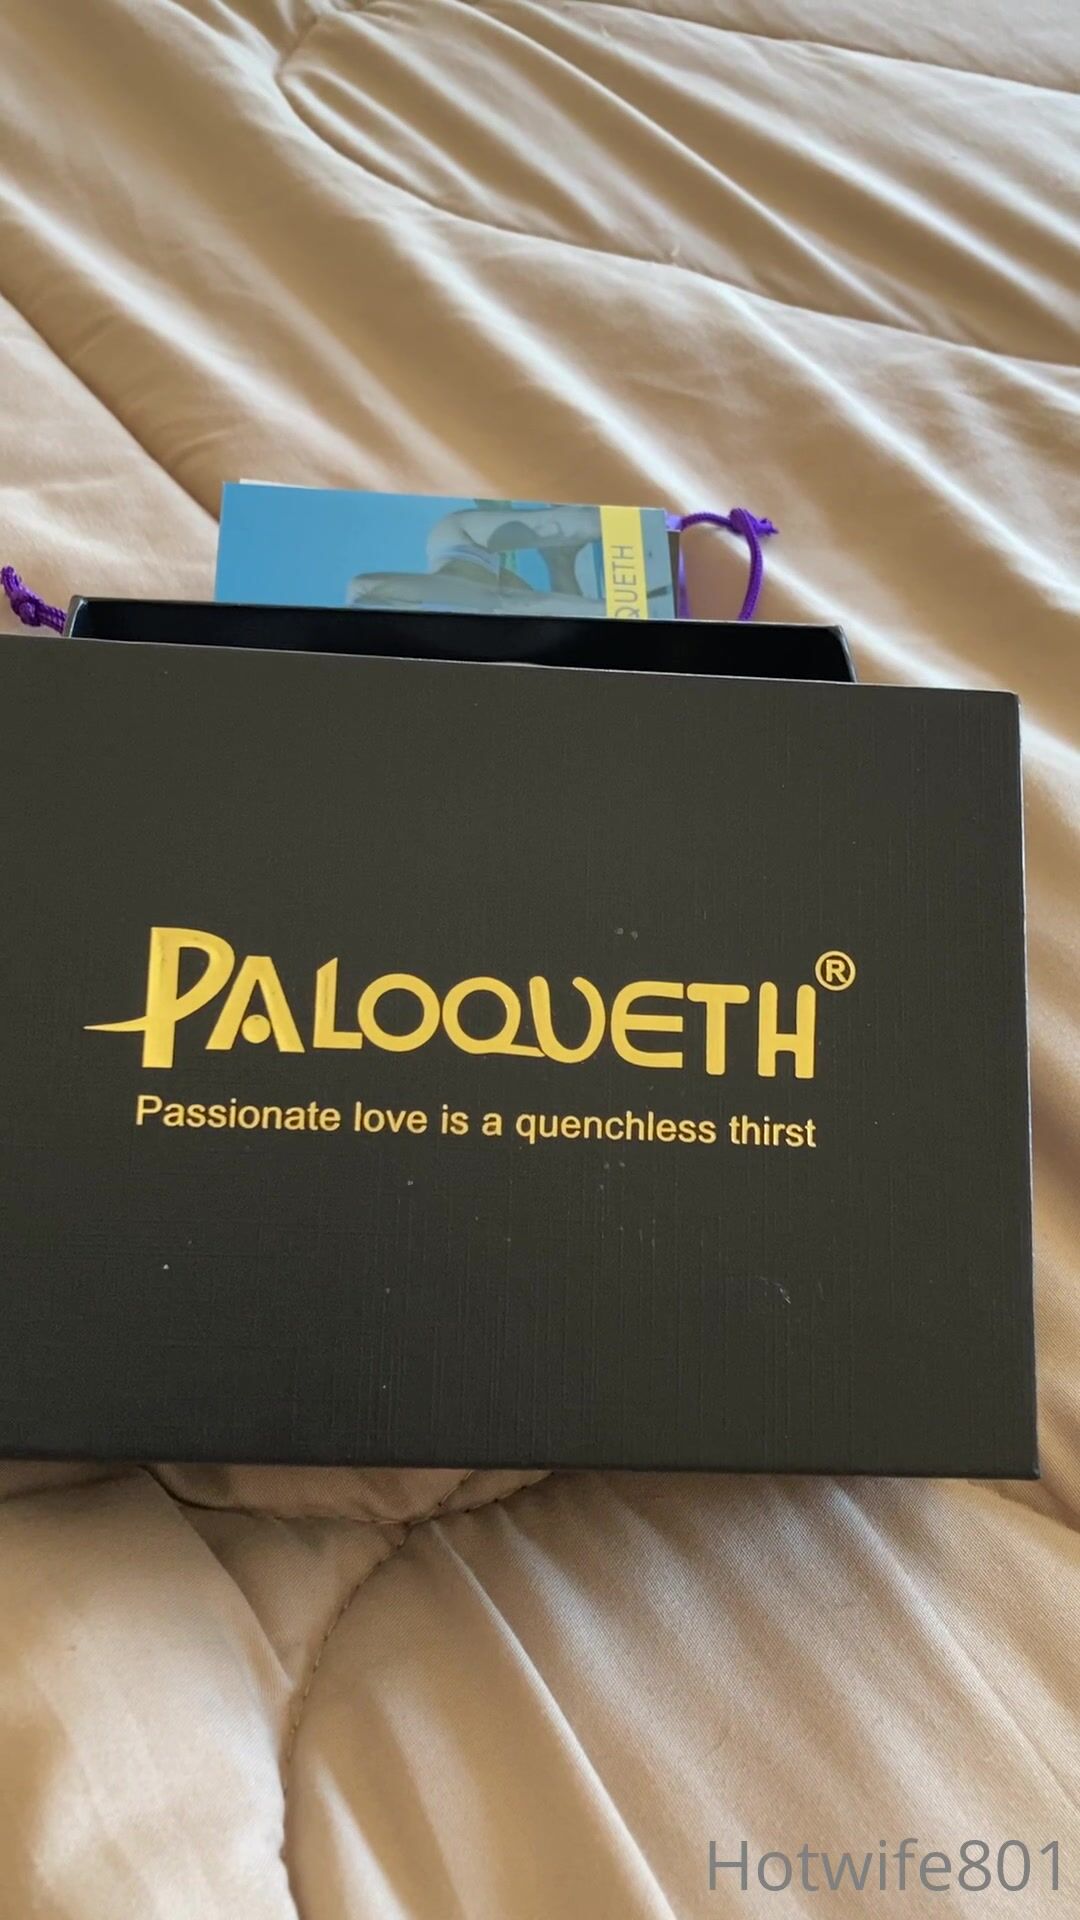 QUETH
PALOQUETH®
Passionate love is a quenchless thirst
Hotwife801